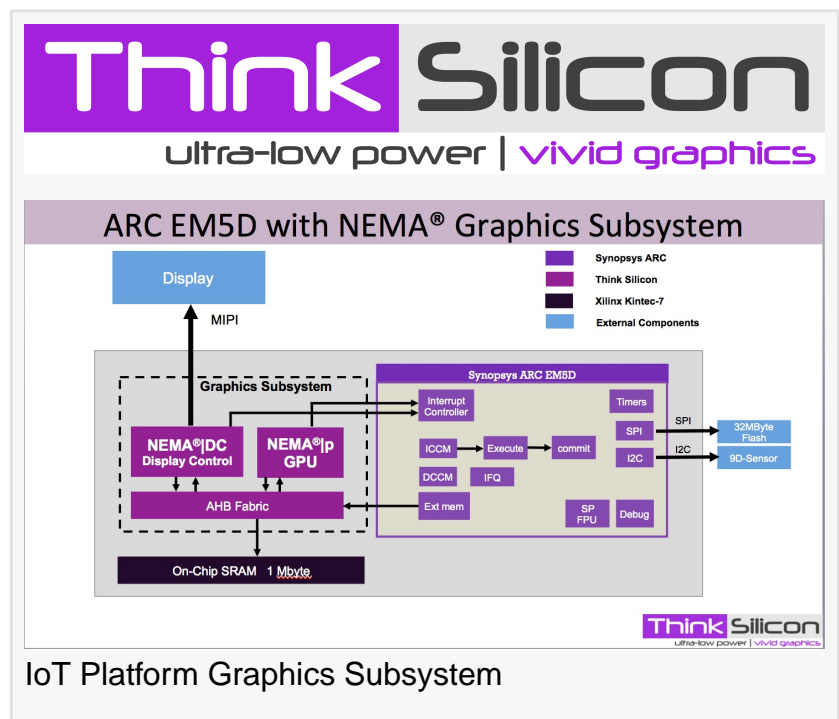 Think Silicon
ultra-low power | vivid graphics
ARC EM5D with NEMA® Graphics Subsystem
Synopsys ARC
Think Silicon
Xilinx Kintec-7
External Components
Display
MIPI
Graphics Subsystem
NEMA®|DC
Display Control
NEMA®|p
GPU
AHB Fabric
On-Chip SRAM 1 Mbyte
Synopsys ARC EM5D
Interrupt
Controller
Timers
SPI
ICCM
Execute
commit
I2C
DCCM
IFQ
Ext mem
SP
FPU
Debug
SPI
32MByte
Flash
I2C
9D-Sensor
Think Silicon
ultra-low power | vivid graphics
IoT Platform Graphics Subsystem